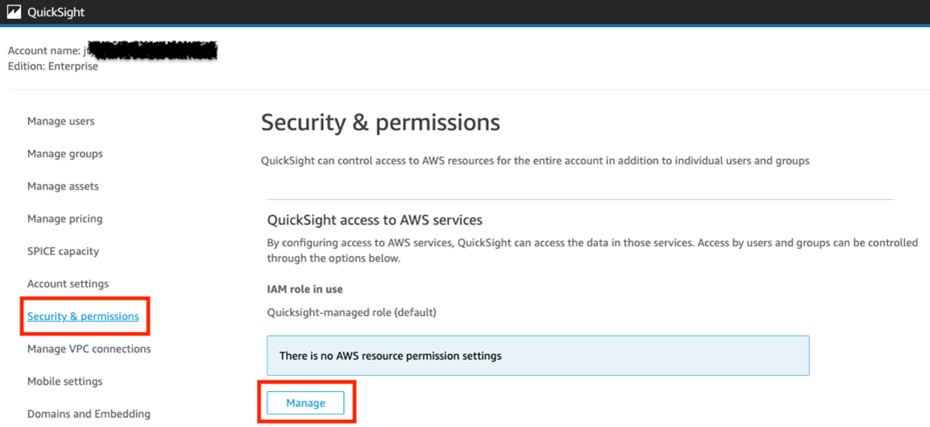 QuickSight
Account name:
Edition: Enterprise
Manage users
Manage groups
Manage assets
Manage pricing
SPICE capacity
Account settings
Security & permissions
Manage VPC connections
Mobile settings
Domains and Embedding
Security & permissions
QuickSight can control access to AWS resources for the entire account in addition to individual users and groups
QuickSight access to AWS services
By configuring access to AWS services, QuickSight can access the data in those services. Access by users and groups can be controlled
through the options below.
IAM role in use
Quicksight-managed role (default)
There is no AWS resource permission settings
Manage